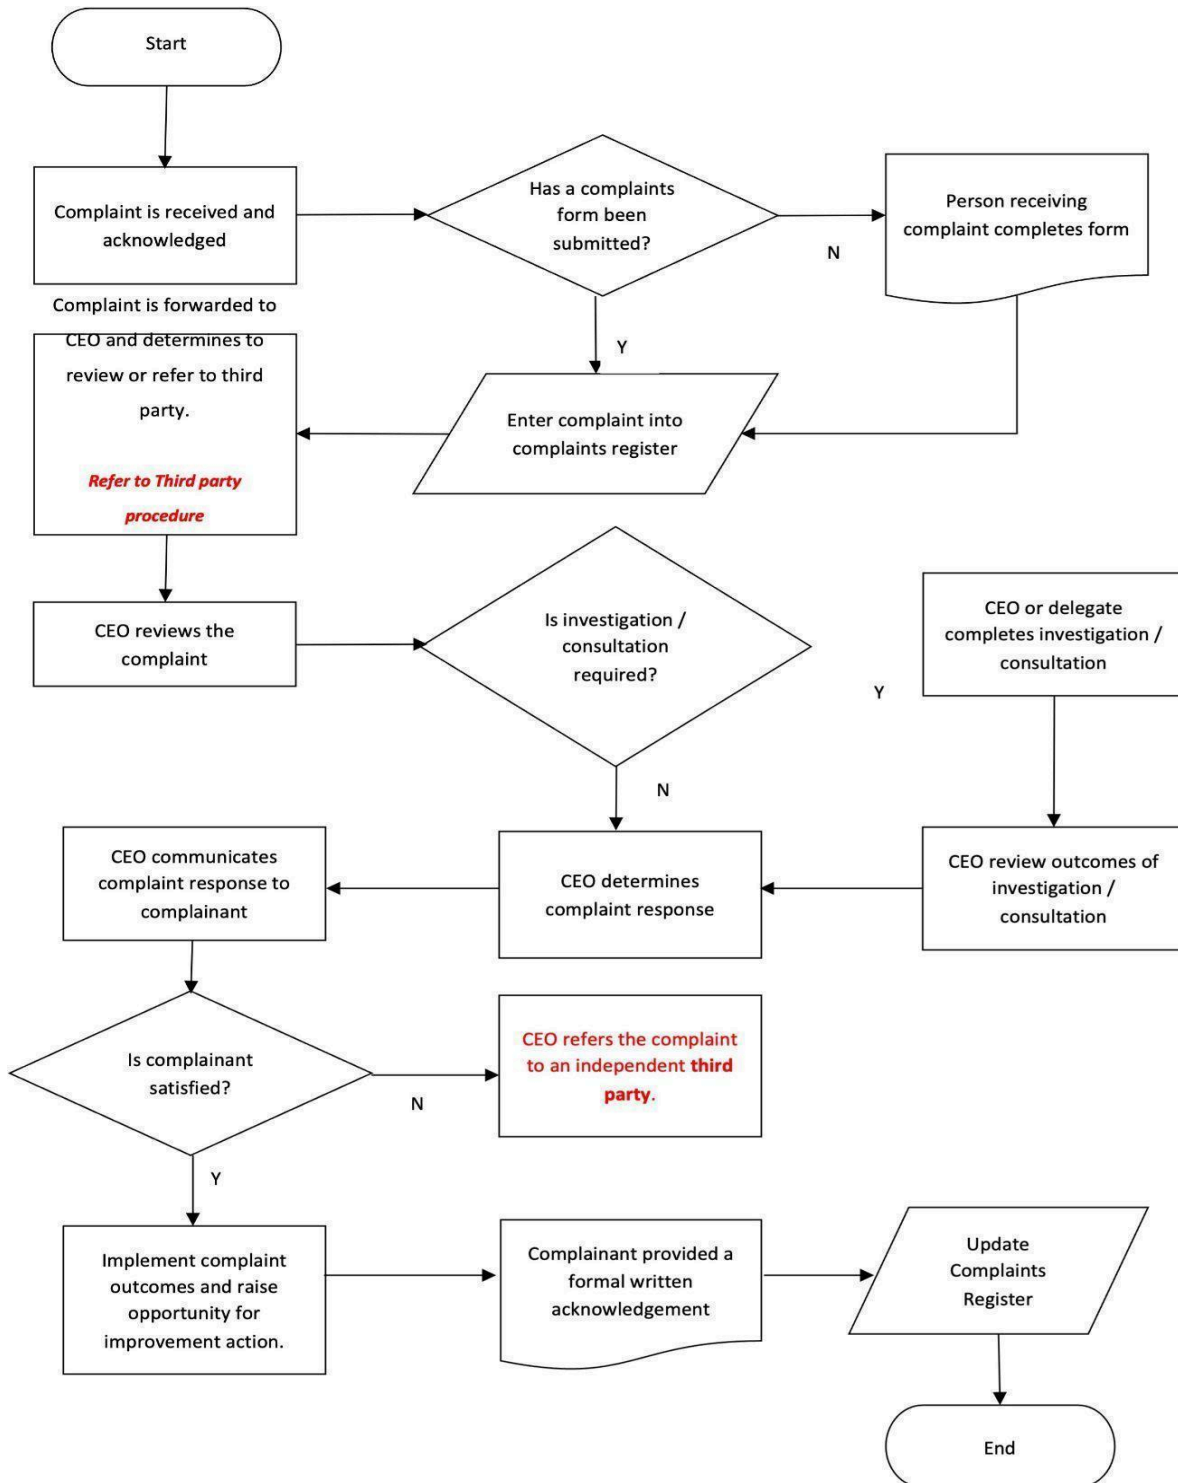 Start
Complaint is received and
acknowledged
Has a complaints
form been
submitted?
N
Person receiving
complaint completes form
Y
Enter complaint into
complaints register
Complaint is forwarded to
CEO and determines to
review or refer to third
party.
Refer to Third party
procedure
CEO reviews the
complaint
Is investigation /
consultation
required?
Y
CEO or delegate
completes investigation /
consultation
N
CEO review outcomes of
investigation /
consultation
CEO determines
complaint response
CEO communicates
complaint response to
complainant
Is complainant
satisfied?
N
CEO refers the complaint
to an independent third
party.
Y
Implement complaint
outcomes and raise
opportunity for
improvement action.
Complainant provided a
formal written
acknowledgement
Update
Complaints
Register
End